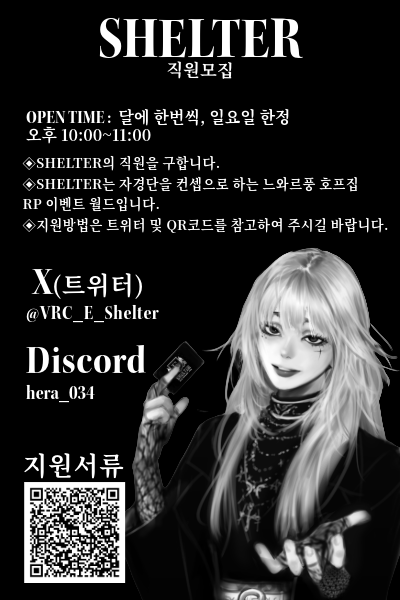 SHELTER
직원모집
OPEN TIME : 달에 한번씩, 일요일 한정
오후 10:00~11:00
◈SHELTER의 직원을 구합니다.
◈SHELTER는 자경단을 컨셉으로 하는 느와르풍 호프집
RP 이벤트 월드입니다.
◈지원방법은 트위터 및 QR코드를 참고하여 주시길 바랍니다.
X(트위터)
@VRC_E_Shelter
Discord
hera_034
지원서류